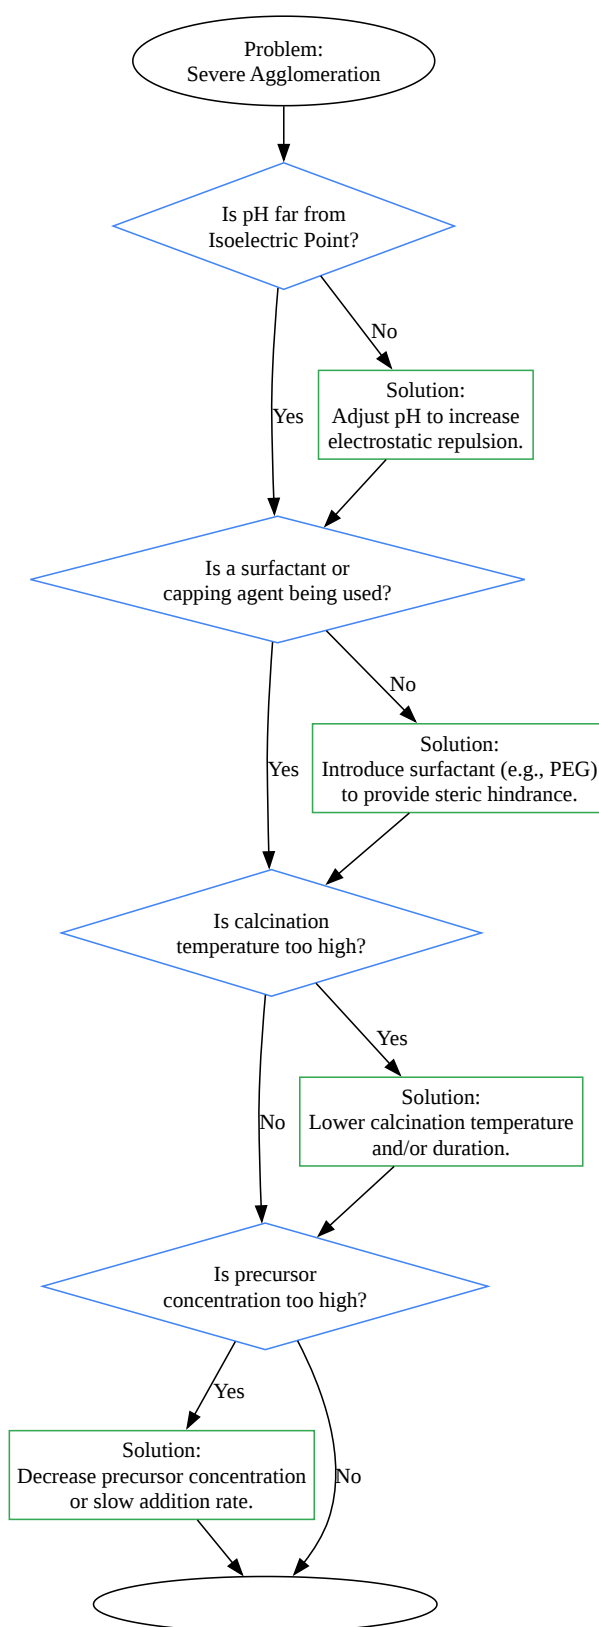 Problem:
Severe Agglomeration
Is pH far from
Isoelectric Point?
No
Solution:
Adjust pH to increase
electrostatic repulsion.
Yes
Is a surfactant or
capping agent being used?
No
Solution:
Introduce surfactant (e.g., PEG)
to provide steric hindrance.
Yes
Is calcination
temperature too high?
Yes
Solution:
Lower calcination temperature
and/or duration.
No
Is precursor
concentration too high?
Yes
Solution:
Decrease precursor concentration
or slow addition rate.
No